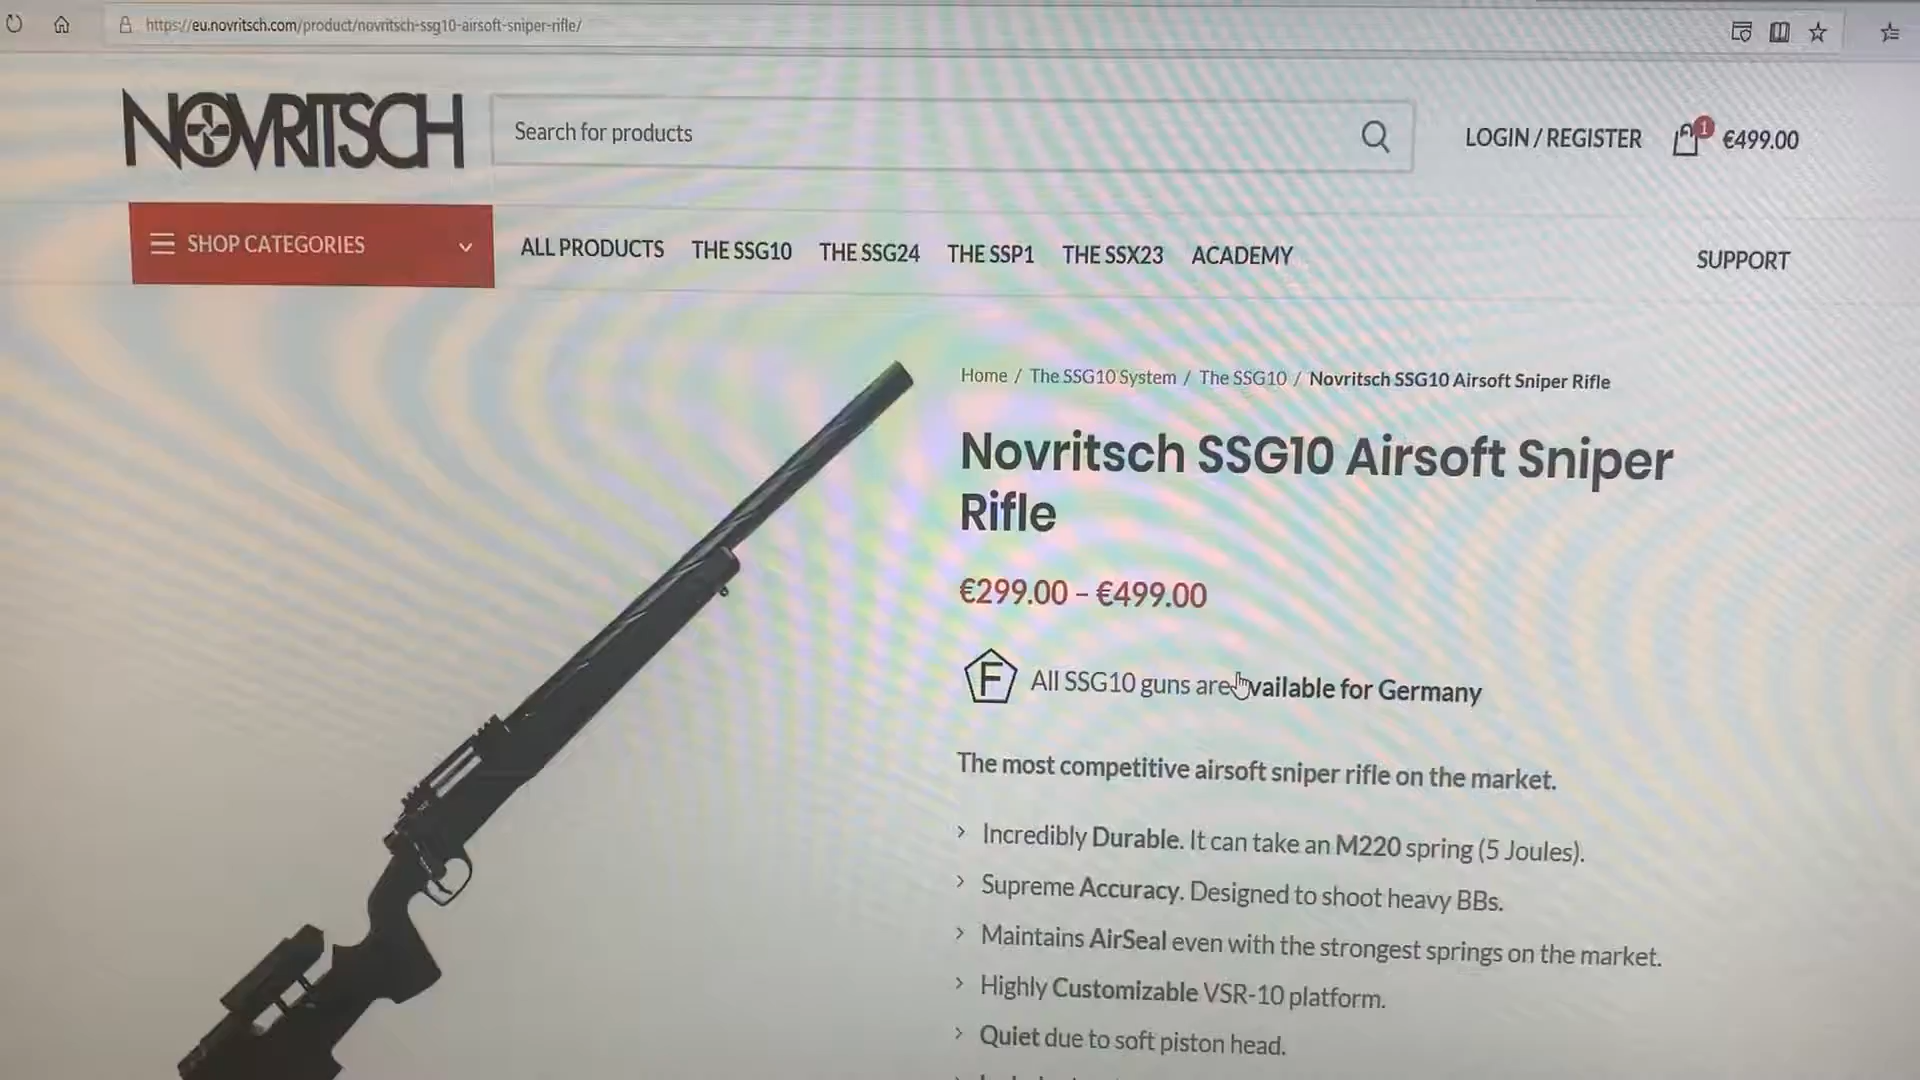 https://eu.novritsch.com/product/novritsch-ssg10-airsoft-sniper-rifle/
NOVRITSCH
Search for products
LOGIN / REGISTER
1
€499.00
SHOP CATEGORIES
ALL PRODUCTS
THE SSG10
THE SSG24
THE SSP1
THE SSX23
ACADEMY
SUPPORT
Home / The SSG10 System / The SSG10 / Novritsch SSG10 Airsoft Sniper Rifle
Novritsch SSG10 Airsoft Sniper
Rifle
€299.00 – €499.00
F
All SSG10 guns are available for Germany
The most competitive airsoft sniper rifle on the market.
Incredibly Durable. It can take an M220 spring (5 Joules).
Supreme Accuracy. Designed to shoot heavy BBs.
Maintains AirSeal even with the strongest springs on the market.
Highly Customizable VSR-10 platform.
Quiet due to soft piston head.